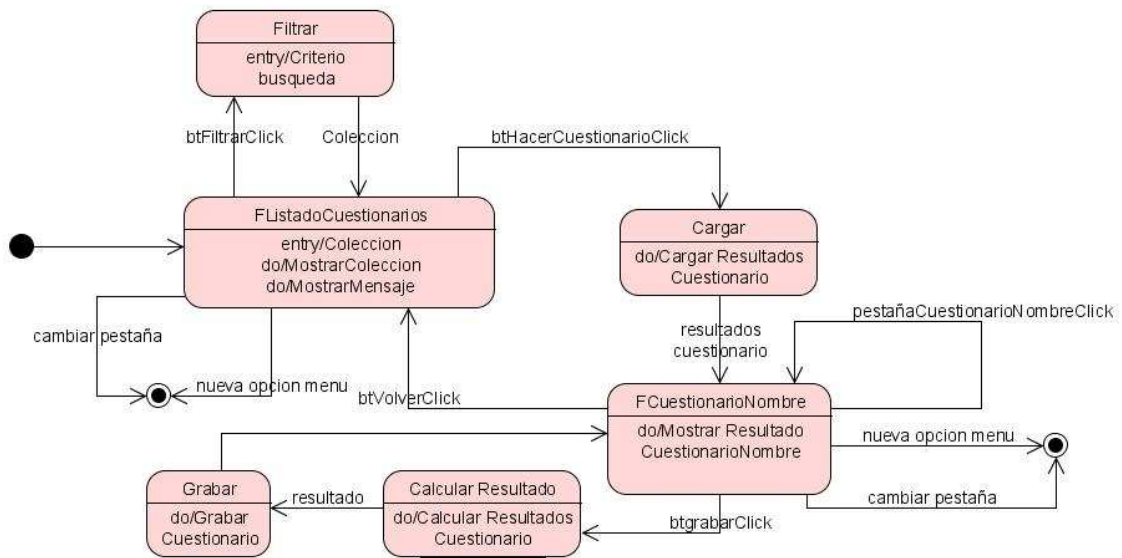 Filtrar
entry/Criterio
busqueda
btFiltrarClick
Coleccion
btHacerCuestionarioClick
FListadoCuestionarios
entry/Coleccion
do/MostrarColeccion
do/MostrarMensaje
Cargar
do/Cargar Resultados
Cuestionario
cambiar pestaña
nueva opcion menu
resultados
cuestionario
pestañaCuestionarioNombreClick
btVolverClick
FCuestionarioNombre
do/Mostrar Resultado
CuestionarioNombre
nueva opcion menu
cambiar pestaña
Grabar
do/Grabar
Cuestionario
resultado
Calcular Resultado
do/Calcular Resultados
Cuestionario
btgrabarClick